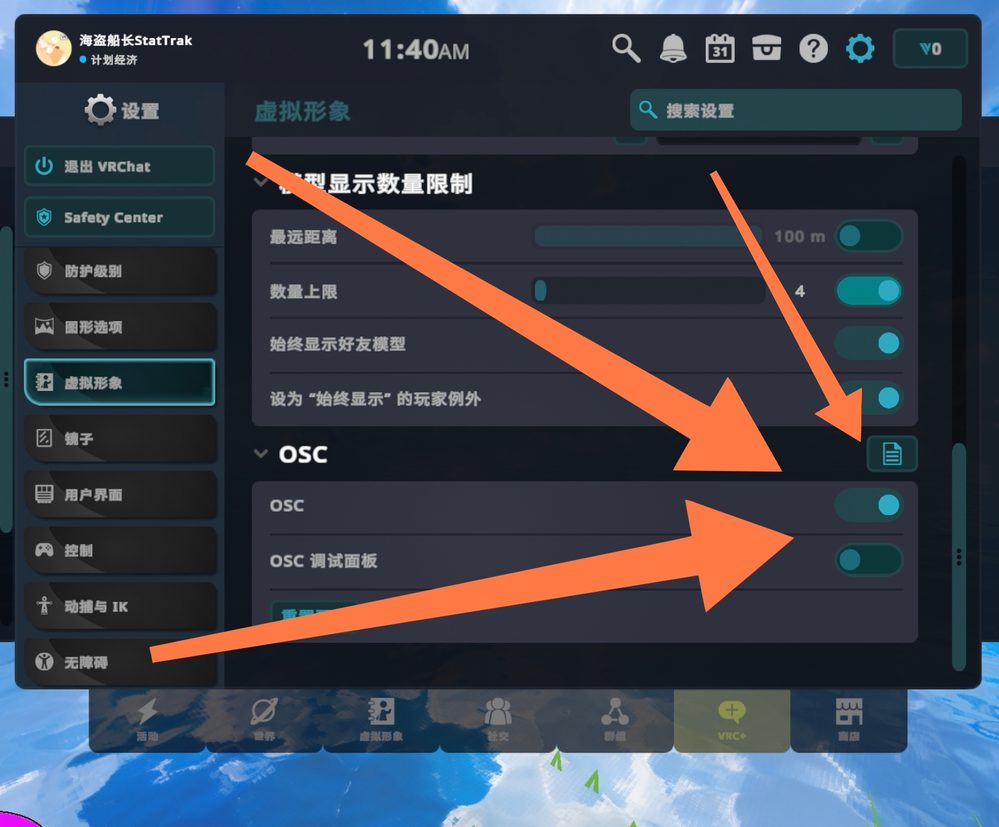 海盗船长StatTrak
计划经济
11:40AM
31
?
0
设置
虚拟形象
搜索设置
退出 VRChat
Safety Center
防护级别
图形选项
虚拟形象
镜子
用户界面
控制
动捕与 IK
无障碍
模型显示数量限制
最远距离
100 m
数量上限
4
始终显示好友模型
设为 “始终显示” 的玩家例外
OSC
OSC
OSC 调试面板
活动
世界
虚拟形象
社交
群组
VRC+
商店